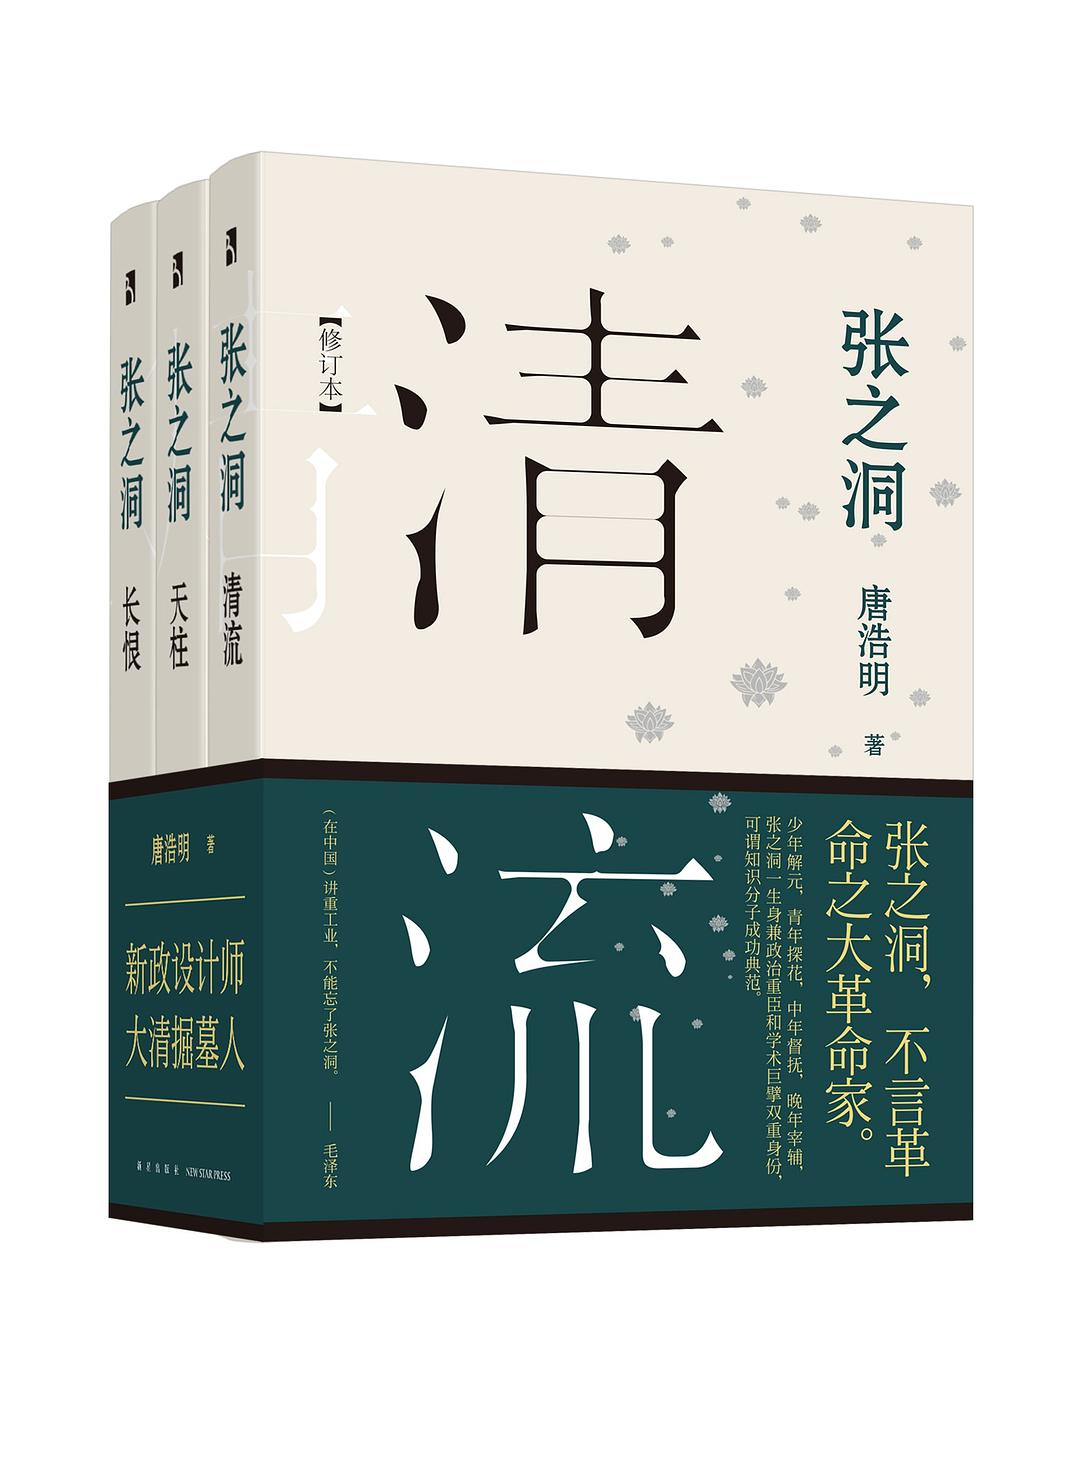 张之洞
长恨
张之洞
天柱
张之洞
清流
唐浩明 著
新政设计师
大清掘墓人
新星出版社 NEW STAR PRESS
【修订本】
清
流
张之洞
唐浩明
著
张之洞，不言革
命之大革命家。
少年解元，青年探花，中年督抚，晚年宰辅，
张之洞一生身兼政治重臣和学术巨擘双重身份，
可谓知识分子成功典范。
（在中国）讲重工业，不能忘了张之洞。 ——毛泽东